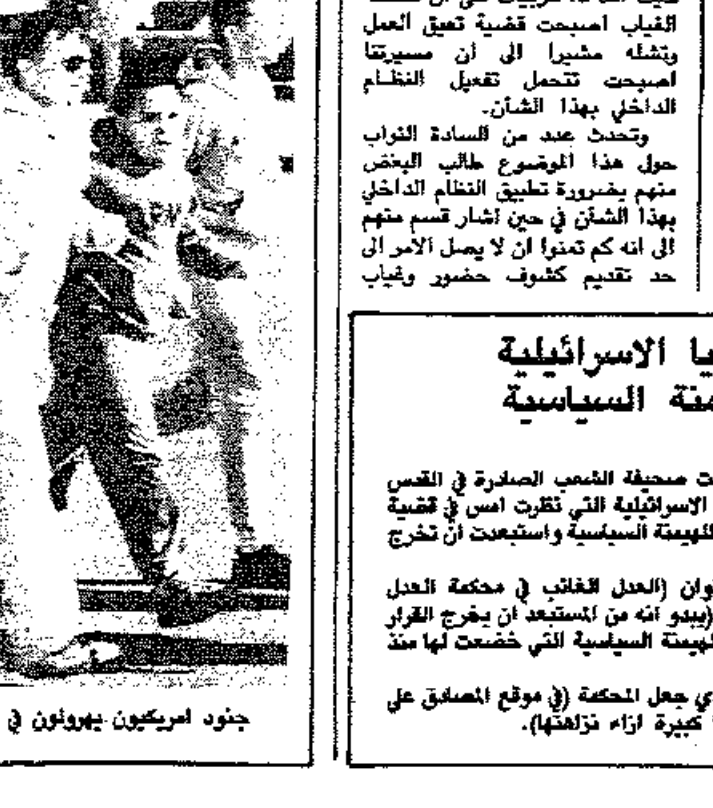 الغياب اصبحت قضية تعيق العمل
وتشله مشيرا الى ان مسيرتنا
اصبحت تتحمل تفعيل النظام
الداخلي بهذا الشأن.
وتحدث عدد من السادة النواب
حول هذا الموضوع طالب البعض
منهم بضرورة تطبيق النظام الداخلي
بهذا الشأن في حين اشار قسم منهم
الى انه كم تمنوا ان لا يصل الامر الى
حد تقديم كشوف حضور وغياب
يا الاسرائيلية
منة السياسية
ت صحيفة الشعب الصادرة في القدس
الاسرائيلية التي نظرت امس في قضية
للهيمنة السياسية واستبعدت ان تخرج
وان (العدل الغائب في محكمة العدل
(يبدو انه من المستبعد ان يخرج القرار
لهيمنة السياسية التي خضعت لها منذ
ي جعل المحكمة (في موقع المصادق على
كبيرة ازاء نزاهتها).
جنود امريكيون يهرولون في